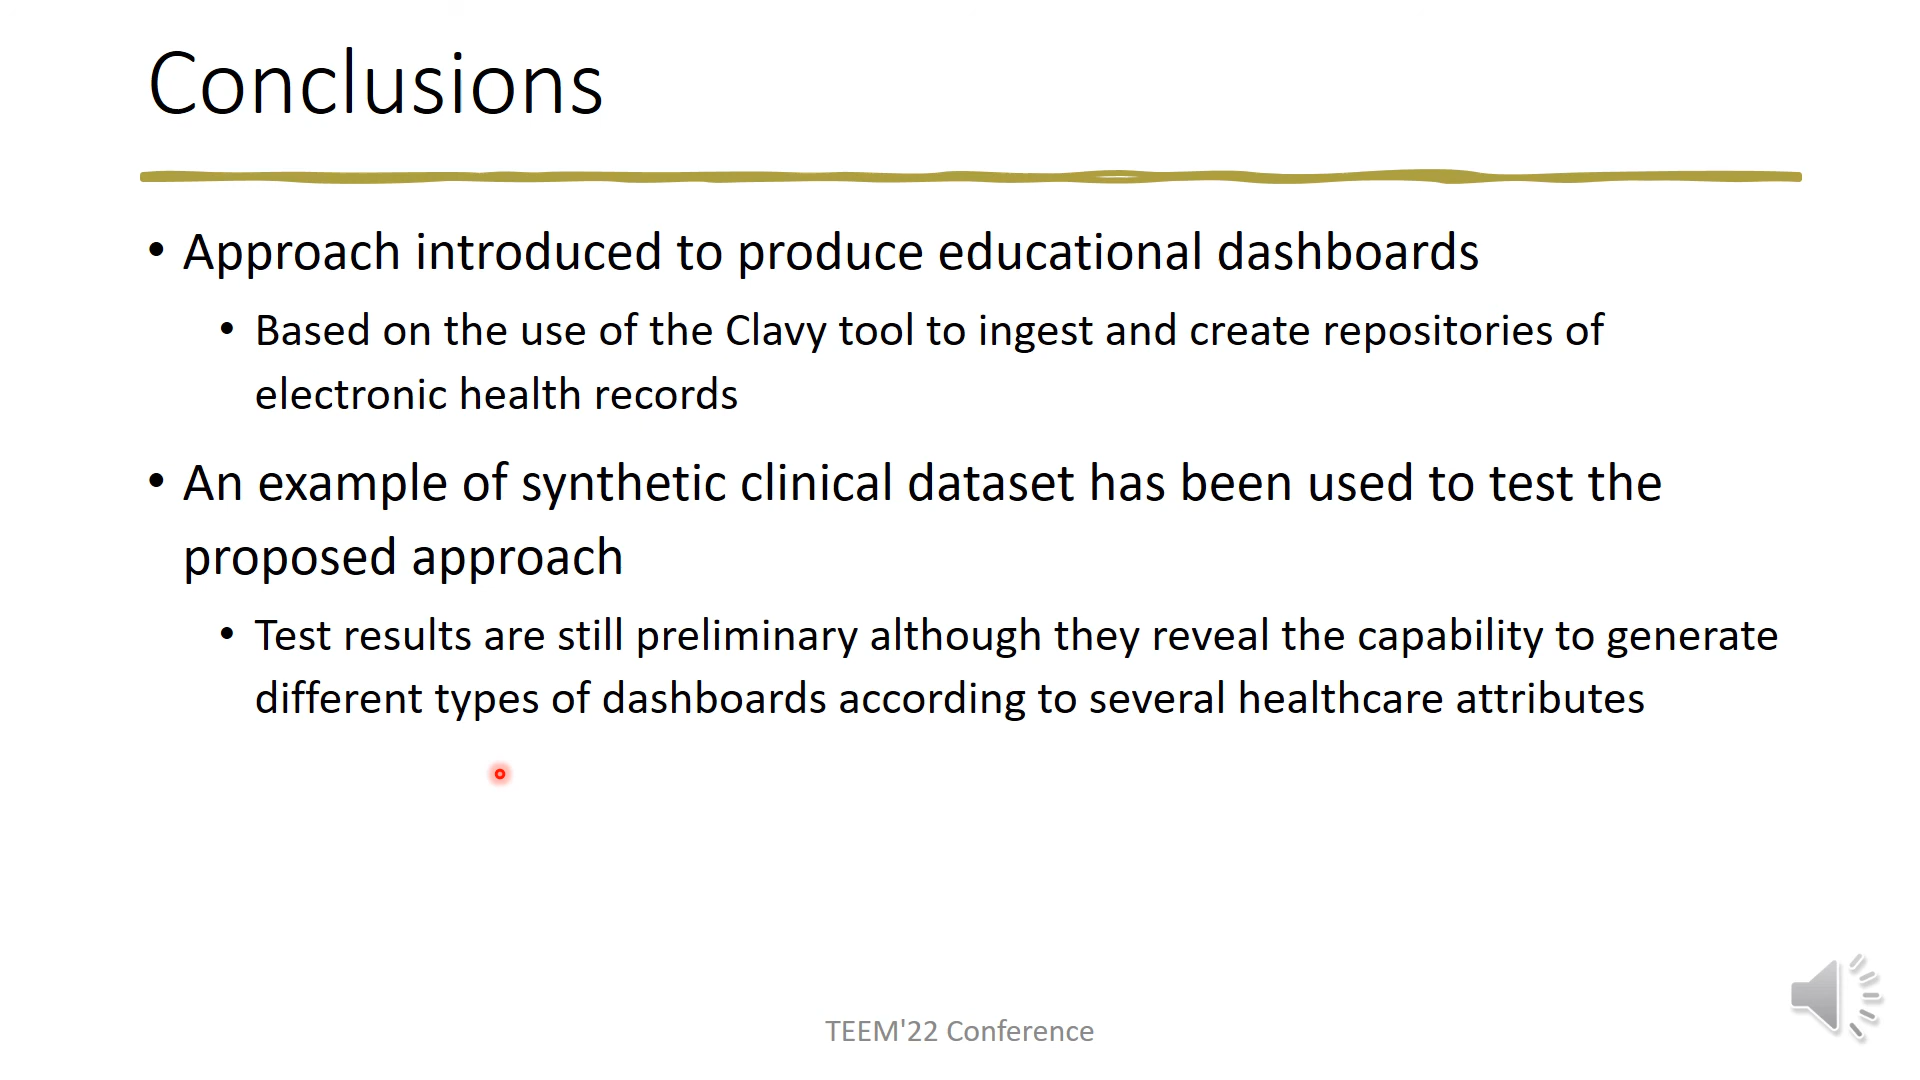 Conclusions
• Approach introduced to produce educational dashboards
• Based on the use of the Clavy tool to ingest and create repositories of
electronic health records
• An example of synthetic clinical dataset has been used to test the
proposed approach
• Test results are still preliminary although they reveal the capability to generate
different types of dashboards according to several healthcare attributes
TEEM'22 Conference